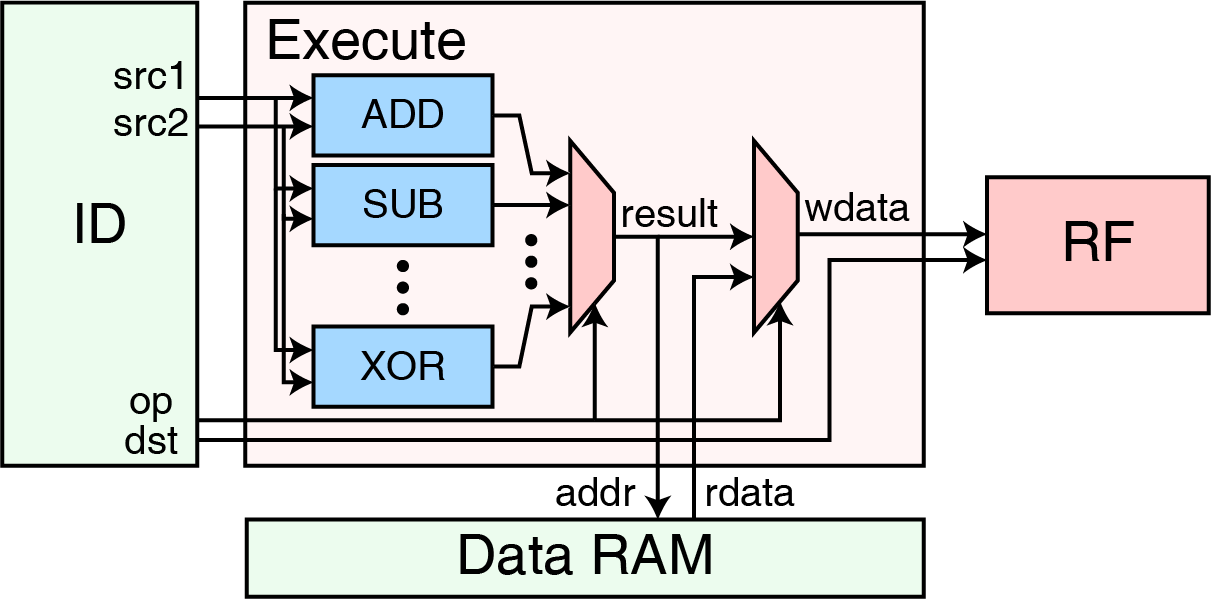 Execute
src1
src2
ADD
ID
SUB
result
wdata
RF
XOR
op
dst
addr
rdata
Data RAM